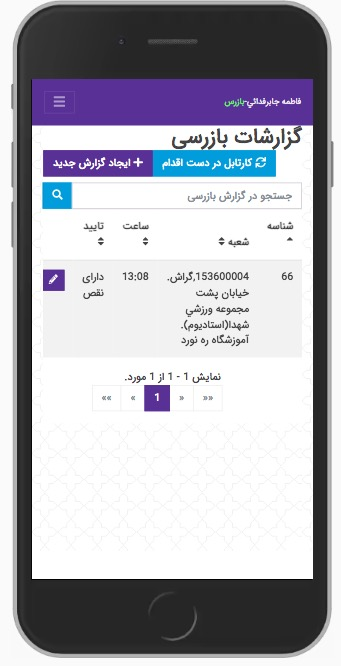 فاطمه جابرفدائي-بازرس
گزارشات بازرسی
کارتابل در دست اقدام
ایجاد گزارش جدید
جستجو در گزارش بازرسی
شناسه شعبه ساعت تایید
66 153600004,گراش. 13:08 دارای
خیابان پشت نقص
مجموعه ورزشي
شهدا(استادیوم).
آموزشگاه ره نورد
نمایش 1 - 1 از 1 مورد.
«« « 1 » »»